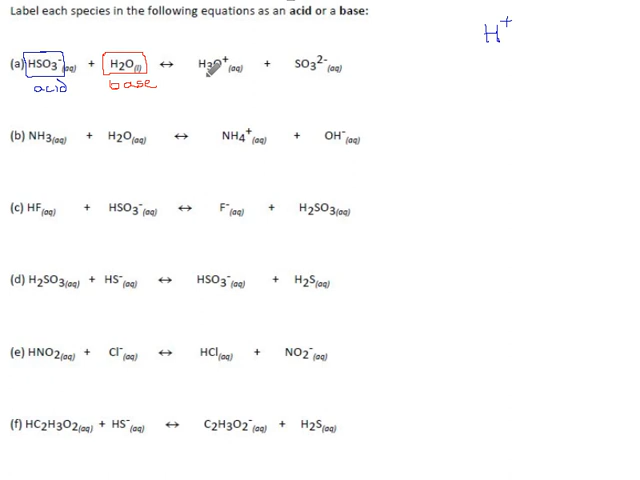 Label each species in the following equations as an acid or a base:
H⁺
(a) HSO3⁻(aq) + H2O(l) ↔ H3O⁺(aq) + SO3²⁻(aq)
acid base
(b) NH3(aq) + H2O(aq) ↔ NH4⁺(aq) + OH⁻(aq)
(c) HF(aq) + HSO3⁻(aq) ↔ F⁻(aq) + H2SO3(aq)
(d) H2SO3(aq) + HS⁻(aq) ↔ HSO3⁻(aq) + H2S(aq)
(e) HNO2(aq) + Cl⁻(aq) ↔ HCl(aq) + NO2⁻(aq)
(f) HC2H3O2(aq) + HS⁻(aq) ↔ C2H3O2⁻(aq) + H2S(aq)